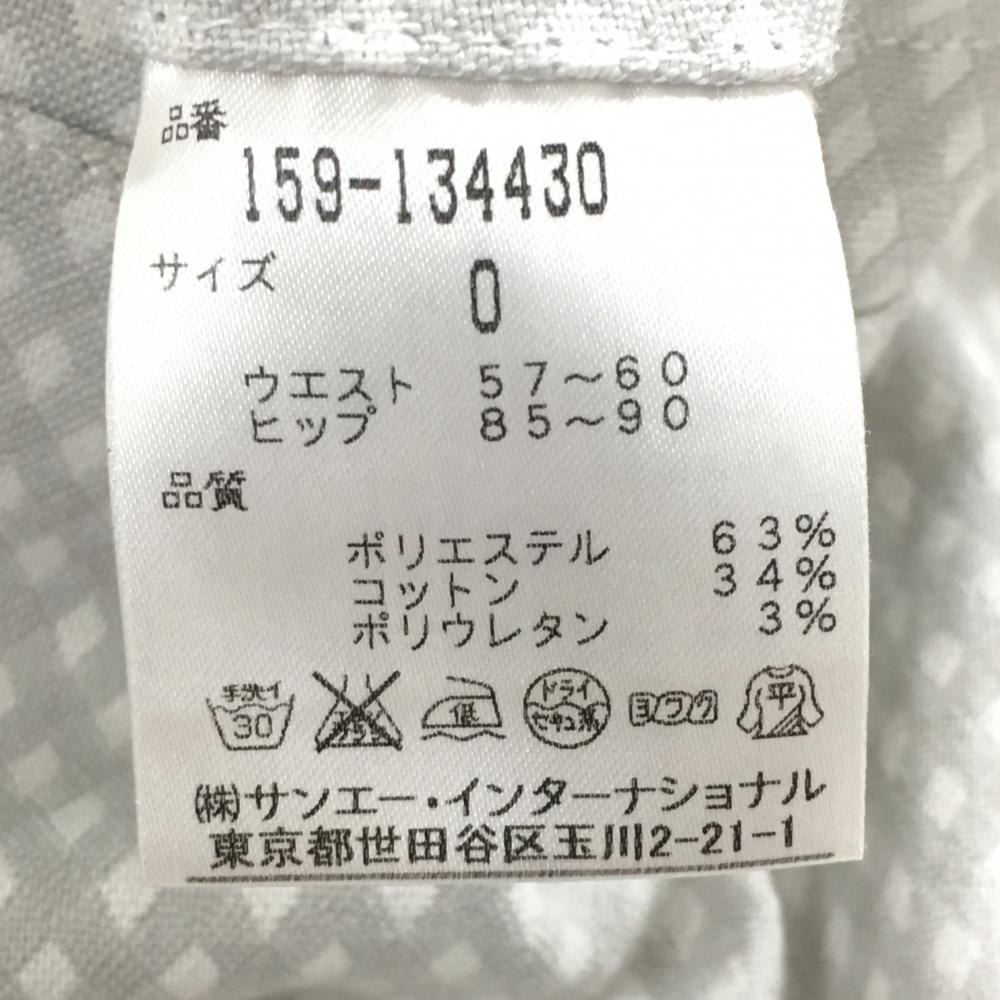 品番
159-134430
サイズ
0
ウエスト 57～60
ヒップ 85～90
品質
ポリエステル 63%
コットン 34%
ポリウレタン 3%
手洗イ 30 低 ドライ セキユ系 ヨワク 平
㈱サンエー・インターナショナル
東京都世田谷区玉川2-21-1